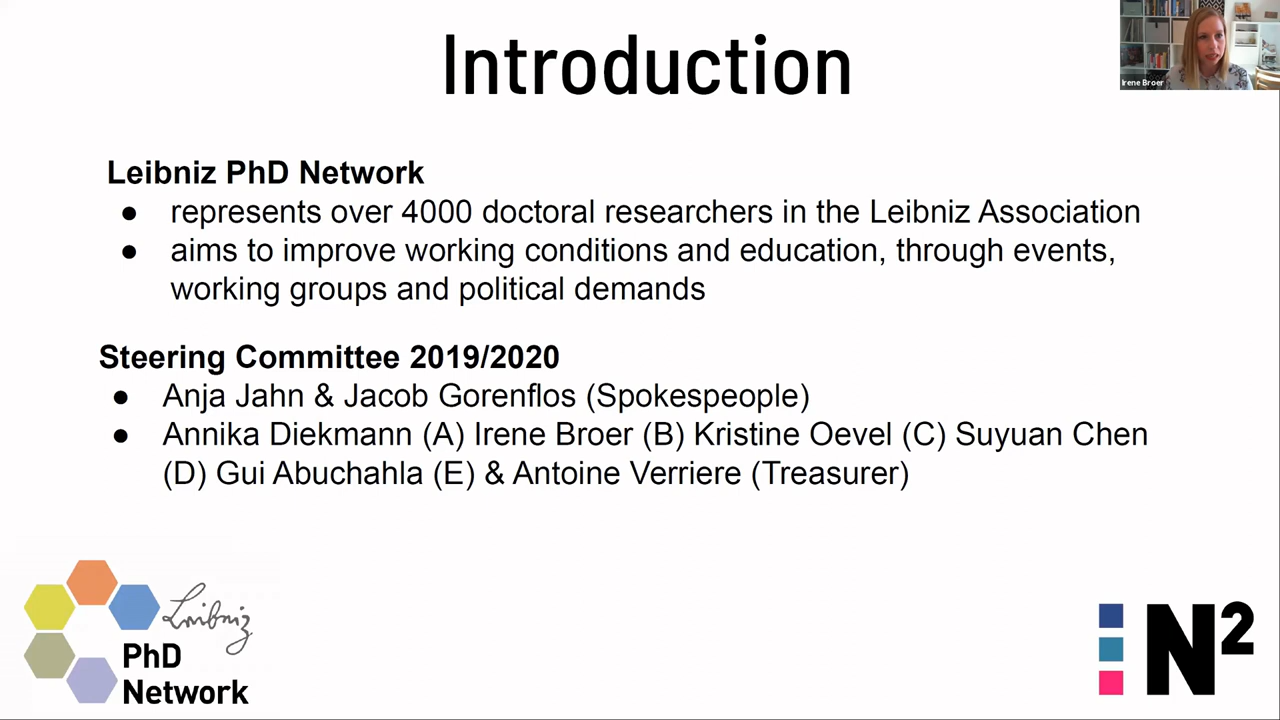 Introduction
Irene Broer
Leibniz PhD Network
● represents over 4000 doctoral researchers in the Leibniz Association
● aims to improve working conditions and education, through events,
working groups and political demands
Steering Committee 2019/2020
● Anja Jahn & Jacob Gorenflos (Spokespeople)
● Annika Diekmann (A) Irene Broer (B) Kristine Oevel (C) Suyuan Chen
(D) Gui Abuchahla (E) & Antoine Verriere (Treasurer)
Leibniz
PhD
Network
N²